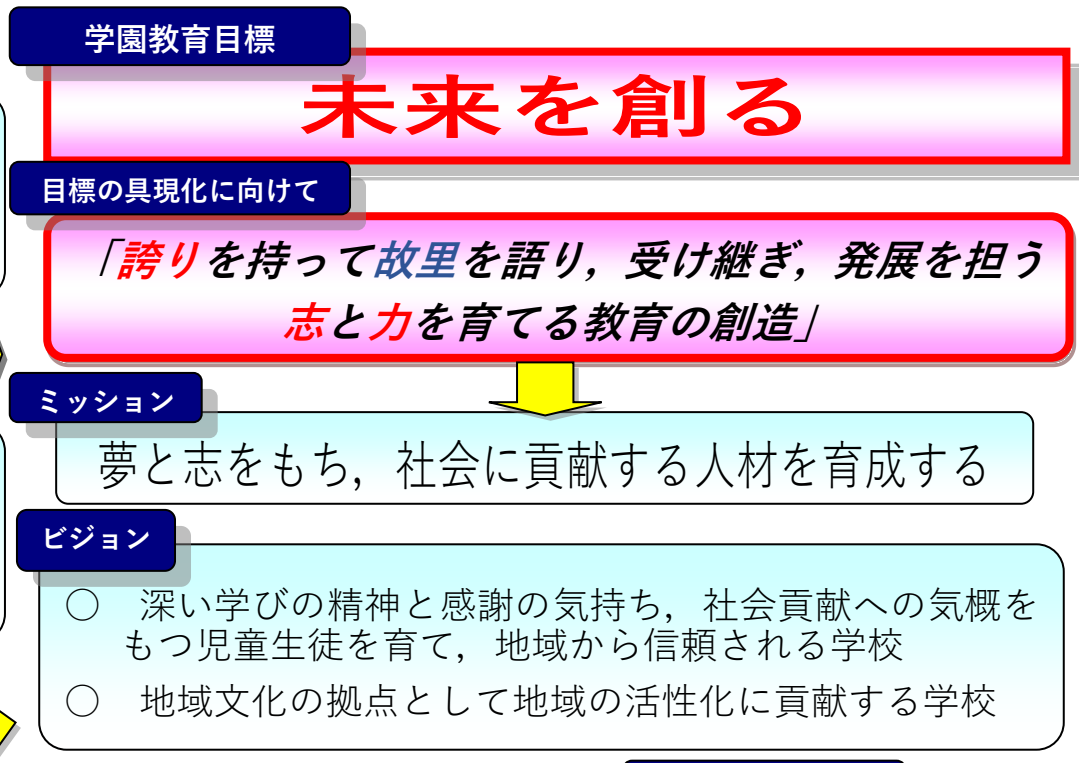 学園教育目標
未来を創る
目標の具現化に向けて
「誇りを持って故里を語り，受け継ぎ，発展を担う
志と力を育てる教育の創造」
ミッション
夢と志をもち，社会に貢献する人材を育成する
ビジョン
○　深い学びの精神と感謝の気持ち，社会貢献への気概を
もつ児童生徒を育て，地域から信頼される学校
○　地域文化の拠点として地域の活性化に貢献する学校